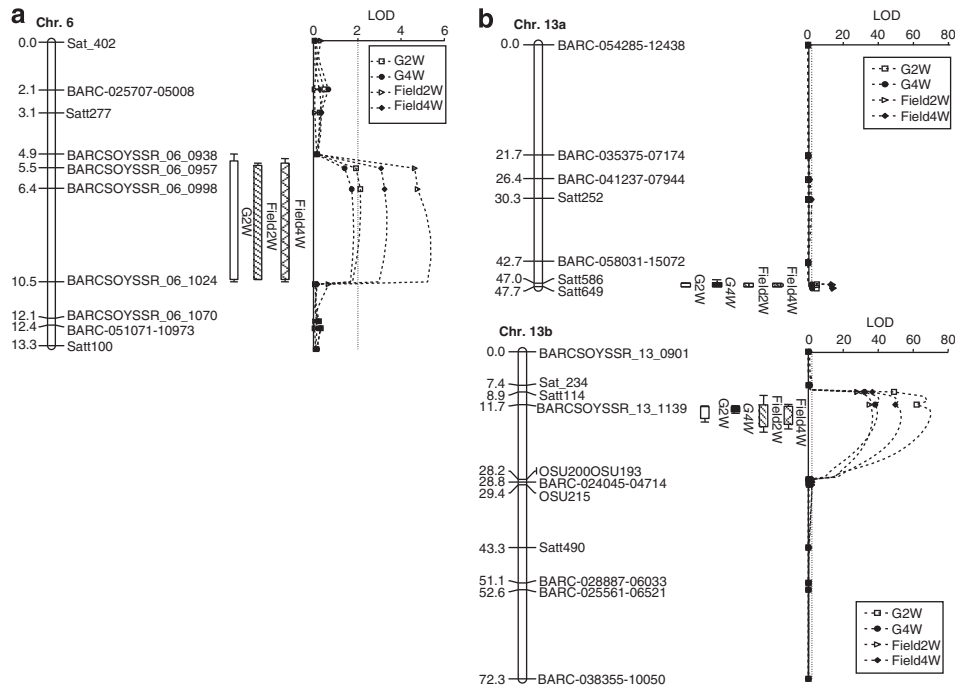 a
Chr. 6
LOD
0 2 4 6
0.0 Sat_402
2.1 BARC-025707-05008
3.1 Satt277
4.9 BARCSOYSSR_06_0938
5.5 BARCSOYSSR_06_0957
6.4 BARCSOYSSR_06_0998
10.5 BARCSOYSSR_06_1024
12.1 BARCSOYSSR_06_1070
12.4 BARC-051071-10973
13.3 Satt100
G2W
Field2W
Field4W
G2W
G4W
Field2W
Field4W
b
Chr. 13a
LOD
0 20 40 60 80
0.0 BARC-054285-12438
21.7 BARC-035375-07174
26.4 BARC-041237-07944
30.3 Satt252
42.7 BARC-058031-15072
47.0 Satt586
47.7 Satt649
G2W
G4W
Field2W
Field4W
G2W
G4W
Field2W
Field4W
Chr. 13b
LOD
0 20 40 60 80
0.0 BARCSOYSSR_13_0901
7.4 Sat_234
8.9 Satt114
11.7 BARCSOYSSR_13_1139
28.2 OSU200OSU193
28.8 BARC-024045-04714
29.4 OSU215
43.3 Satt490
51.1 BARC-028887-06033
52.6 BARC-025561-06521
72.3 BARC-038355-10050
G2W
G4W
Field2W
Field4W
G2W
G4W
Field2W
Field4W